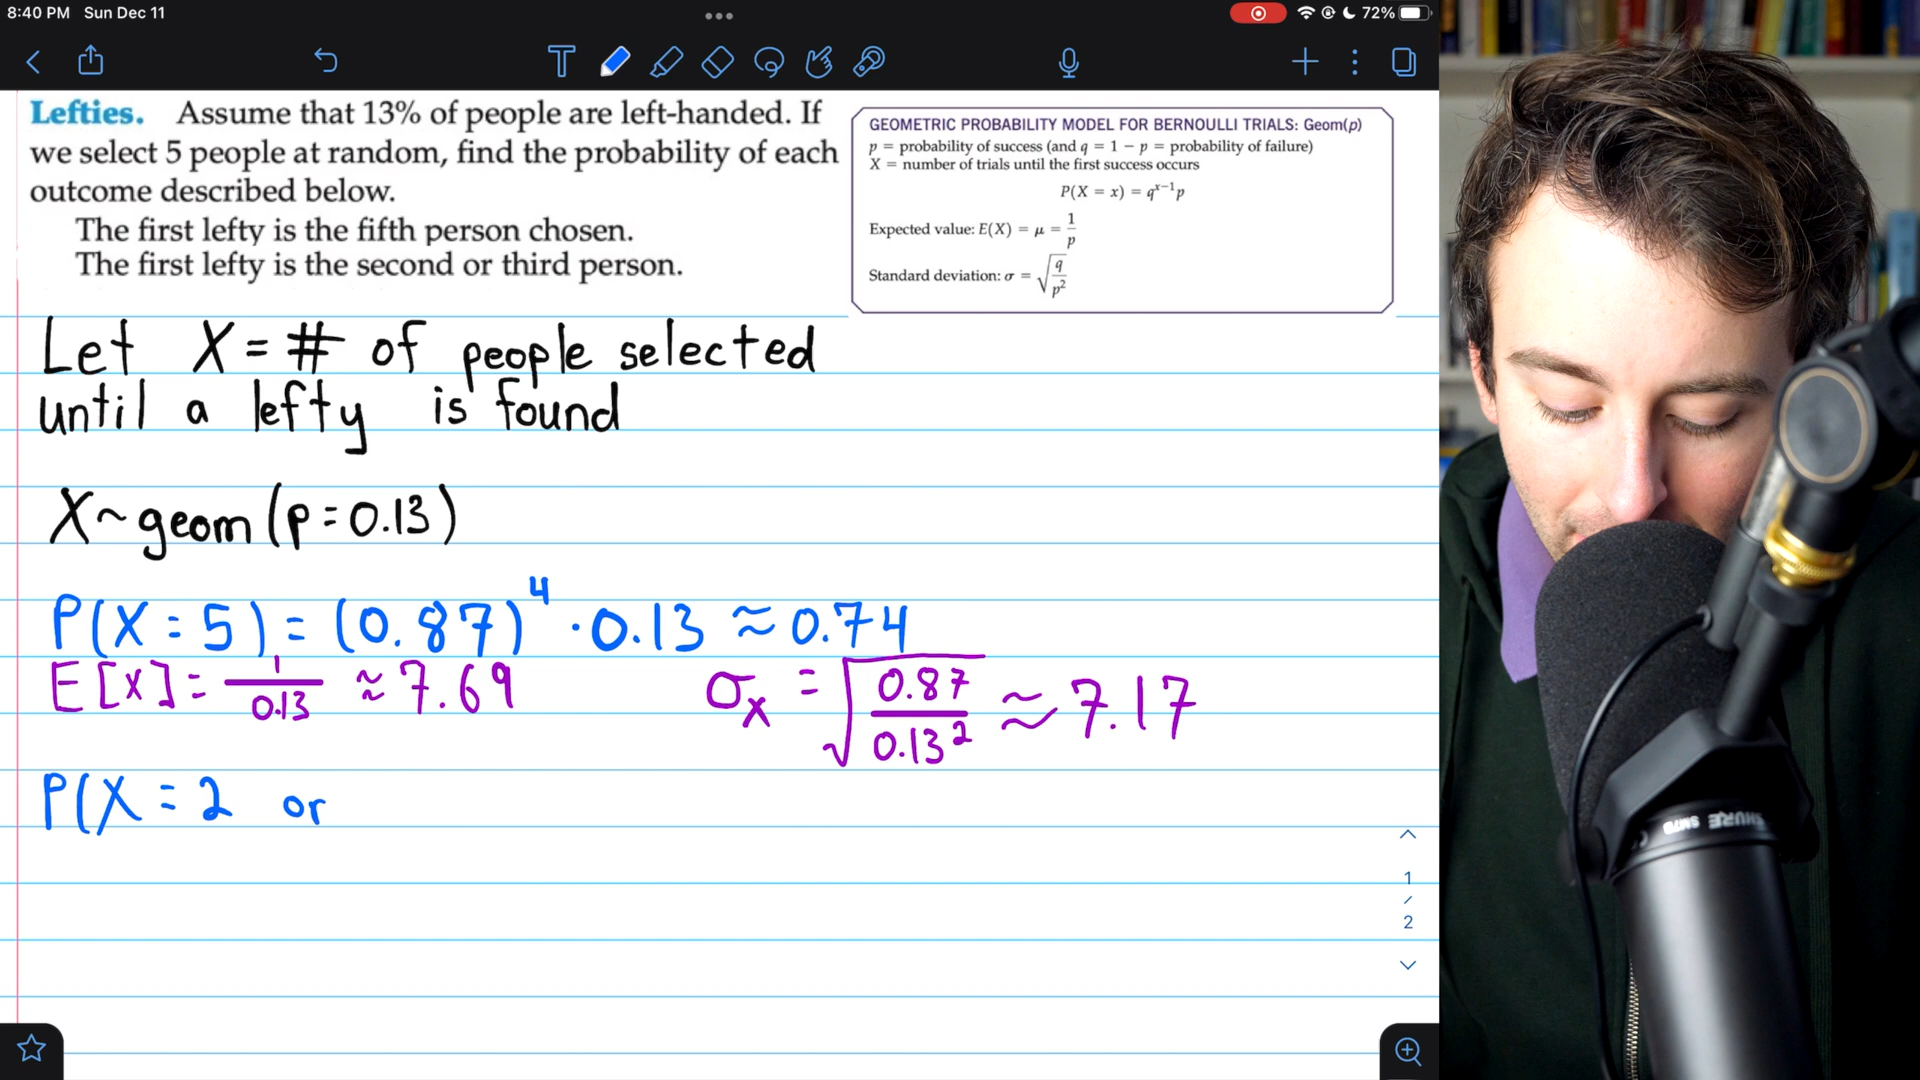 8:40 PM Sun Dec 11
72%
Lefties. Assume that 13% of people are left-handed. If
we select 5 people at random, find the probability of each
outcome described below.
The first lefty is the fifth person chosen.
The first lefty is the second or third person.
GEOMETRIC PROBABILITY MODEL FOR BERNOULLI TRIALS: Geom(p)
p = probability of success (and q = 1 − p = probability of failure)
X = number of trials until the first success occurs
P(X = x) = qˣ⁻¹p
Expected value: E(X) = μ = 1/p
Standard deviation: σ = √(q/p²)
Let X = # of people selected
until a lefty is found
X ~ geom (p = 0.13)
P(X = 5) = (0.87)⁴ · 0.13 ≈ 0.74
E[X] = 1/0.13 ≈ 7.69
σₓ = √(0.87/0.13²) ≈ 7.17
P(X = 2 or
1
/
2
SHURE SM7B